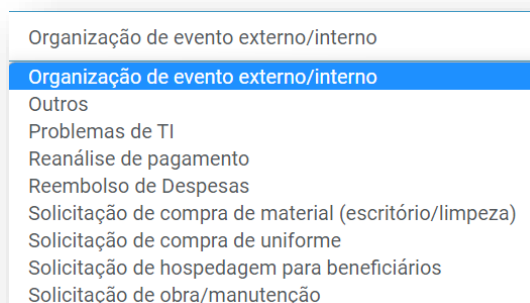 Organização de evento externo/interno
Organização de evento externo/interno
Outros
Problemas de TI
Reanálise de pagamento
Reembolso de Despesas
Solicitação de compra de material (escritório/limpeza)
Solicitação de compra de uniforme
Solicitação de hospedagem para beneficiários
Solicitação de obra/manutenção